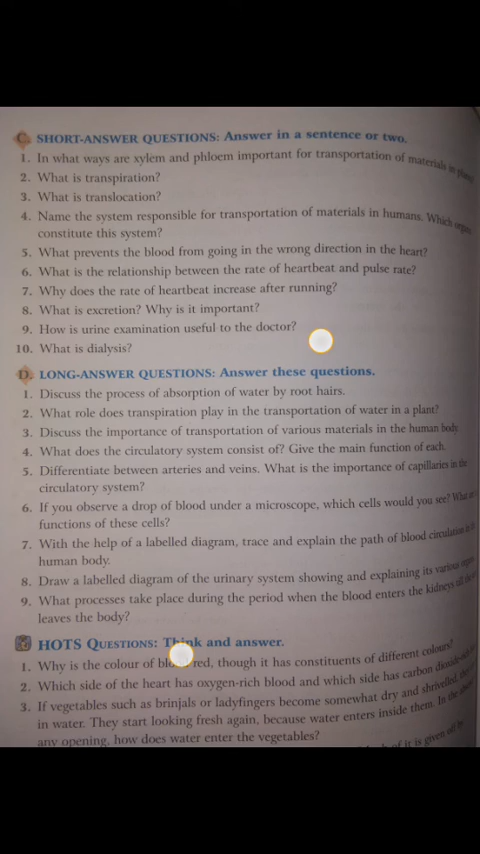 C. SHORT-ANSWER QUESTIONS: Answer in a sentence or two.
1. In what ways are xylem and phloem important for transportation of materials in plants?
2. What is transpiration?
3. What is translocation?
4. Name the system responsible for transportation of materials in humans. Which organs
constitute this system?
5. What prevents the blood from going in the wrong direction in the heart?
6. What is the relationship between the rate of heartbeat and pulse rate?
7. Why does the rate of heartbeat increase after running?
8. What is excretion? Why is it important?
9. How is urine examination useful to the doctor?
10. What is dialysis?
D. LONG-ANSWER QUESTIONS: Answer these questions.
1. Discuss the process of absorption of water by root hairs.
2. What role does transpiration play in the transportation of water in a plant?
3. Discuss the importance of transportation of various materials in the human body.
4. What does the circulatory system consist of? Give the main function of each.
5. Differentiate between arteries and veins. What is the importance of capillaries in the
circulatory system?
6. If you observe a drop of blood under a microscope, which cells would you see? What
functions of these cells?
7. With the help of a labelled diagram, trace and explain the path of blood circulation in
human body.
8. Draw a labelled diagram of the urinary system showing and explaining its various
9. What processes take place during the period when the blood enters the kidneys till
leaves the body?
HOTS QUESTIONS: Think and answer.
1. Why is the colour of blood red, though it has constituents of different colours?
2. Which side of the heart has oxygen-rich blood and which side has carbon
3. If vegetables such as brinjals or ladyfingers become somewhat dry and shrivelled,
in water. They start looking fresh again, because water enters inside them. In the
any opening, how does water enter the vegetables?
of it is given off by